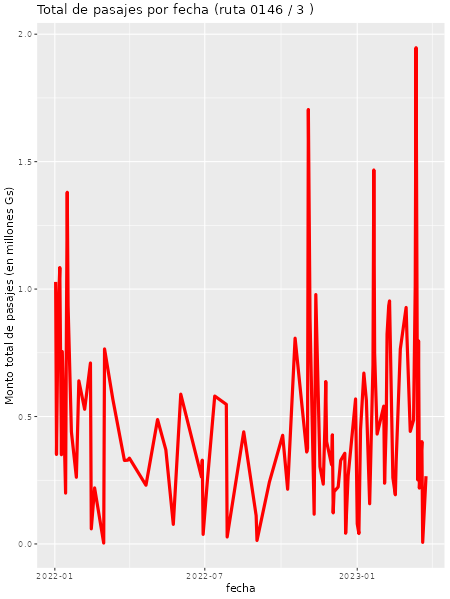 Total de pasajes por fecha (ruta 0146 / 3 )
Monto total de pasajes (en millones Gs)
2.0
1.5
1.0
0.5
0.0
2022-01
2022-07
2023-01
fecha